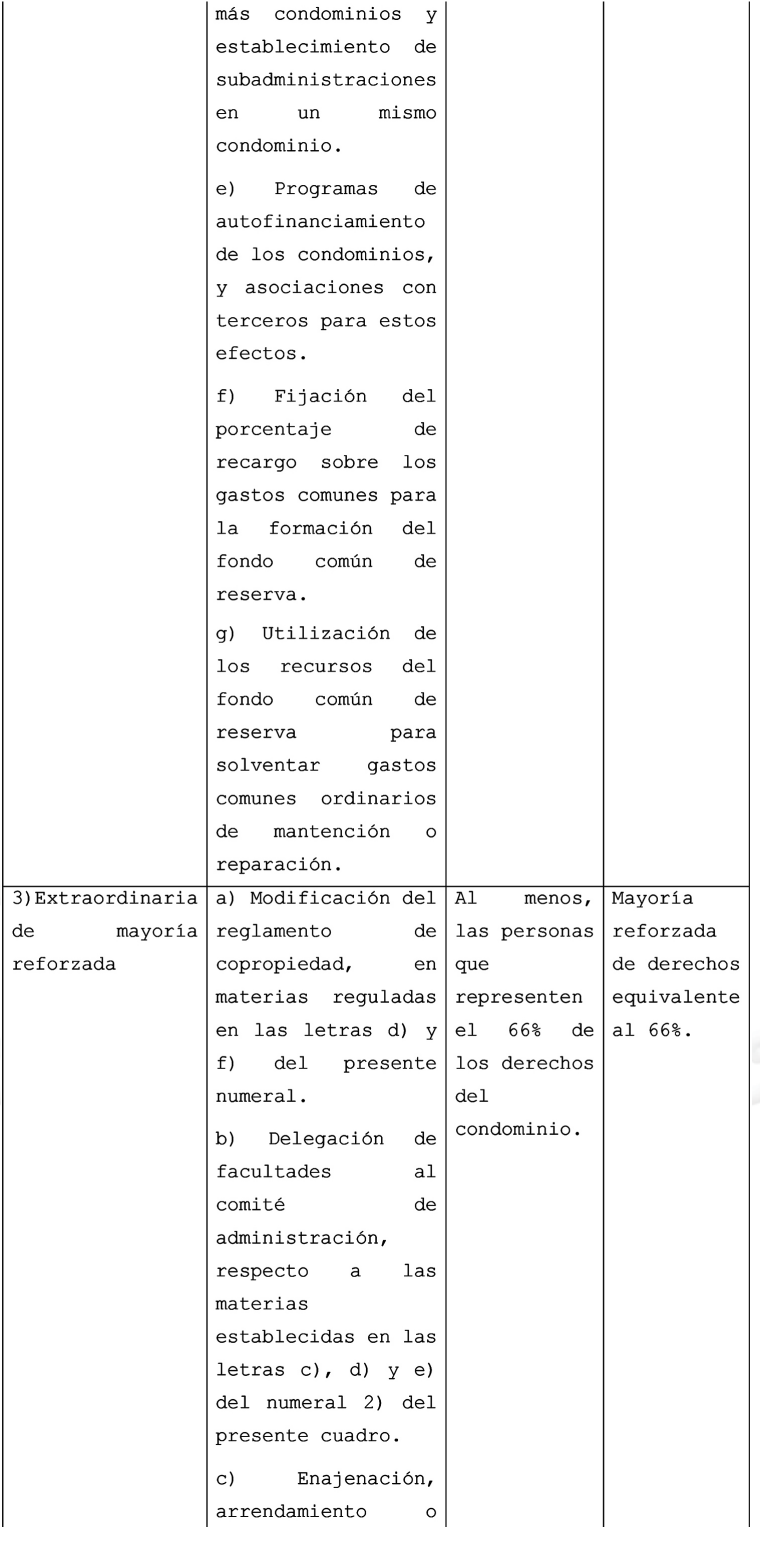 más condominios y
establecimiento de
subadministraciones
en un mismo
condominio.
e) Programas de
autofinanciamiento
de los condominios,
y asociaciones con
terceros para estos
efectos.
f) Fijación del
porcentaje de
recargo sobre los
gastos comunes para
la formación del
fondo común de
reserva.
g) Utilización de
los recursos del
fondo común de
reserva para
solventar gastos
comunes ordinarios
de mantención o
reparación.
3)Extraordinaria
de mayoría
reforzada
a) Modificación del
reglamento de
copropiedad, en
materias reguladas
en las letras d) y
f) del presente
numeral.
b) Delegación de
facultades al
comité de
administración,
respecto a las
materias
establecidas en las
letras c), d) y e)
del numeral 2) del
presente cuadro.
c) Enajenación,
arrendamiento o
Al menos,
las personas
que
representen
el 66% de
los derechos
del
condominio.
Mayoría
reforzada
de derechos
equivalente
al 66%.